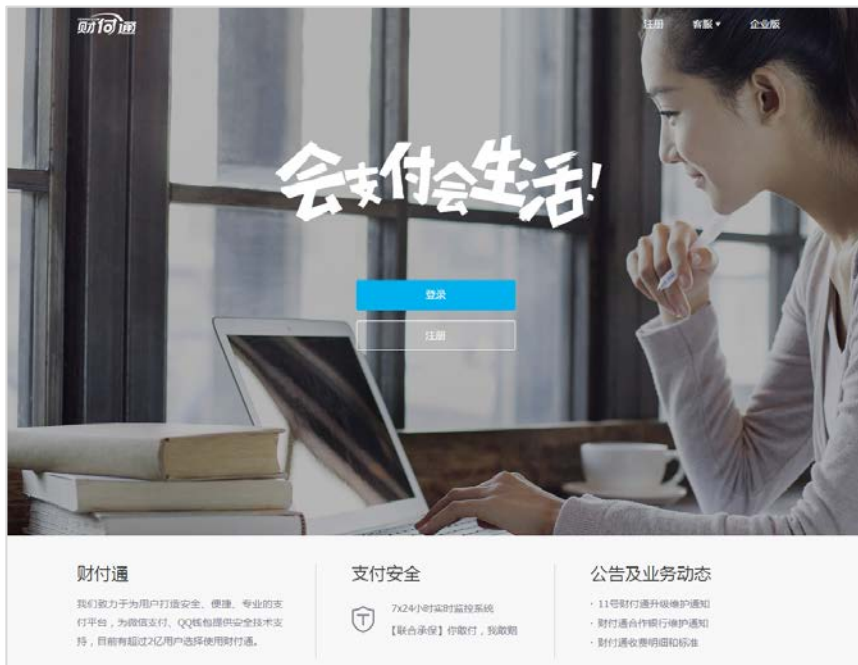 财付通
注册 客服▼ 企业版
会支付会生活!
登录
注册
财付通
我们致力于为用户打造安全、便捷、专业的支
付平台，为微信支付、QQ钱包提供安全技术支
持，目前有超过2亿用户选择使用财付通。
支付安全
7x24小时实时监控系统
【联合承保】你敢付，我敢赔
公告及业务动态
· 11号财付通升级维护通知
· 财付通合作银行维护通知
· 财付通收费明细和标准